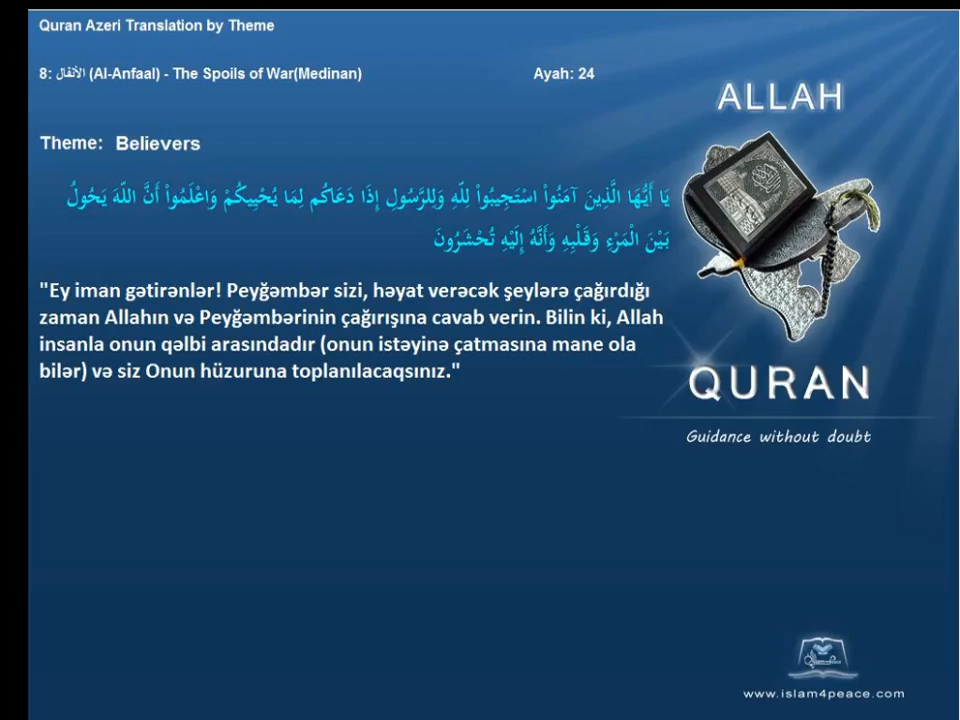 Quran Azeri Translation by Theme
8: الأنفال (Al-Anfaal) - The Spoils of War(Medinan) Ayah: 24
ALLAH
Theme: Believers
يَا أَيُّهَا الَّذِينَ آمَنُواْ اسْتَجِيبُواْ لِلّهِ وَلِلرَّسُولِ إِذَا دَعَاكُم لِمَا يُحْيِيكُمْ وَاعْلَمُواْ أَنَّ اللّهَ يَحُولُ
بَيْنَ الْمَرْءِ وَقَلْبِهِ وَأَنَّهُ إِلَيْهِ تُحْشَرُونَ
"Ey iman gətirənlər! Peyğəmbər sizi, həyat verəcək şeylərə çağırdığı
zaman Allahın və Peyğəmbərinin çağırışına cavab verin. Bilin ki, Allah
insanla onun qəlbi arasındadır (onun istəyinə çatmasına mane ola
bilər) və siz Onun hüzuruna toplanılacaqsınız."
QURAN
Guidance without doubt
www.islam4peace.com